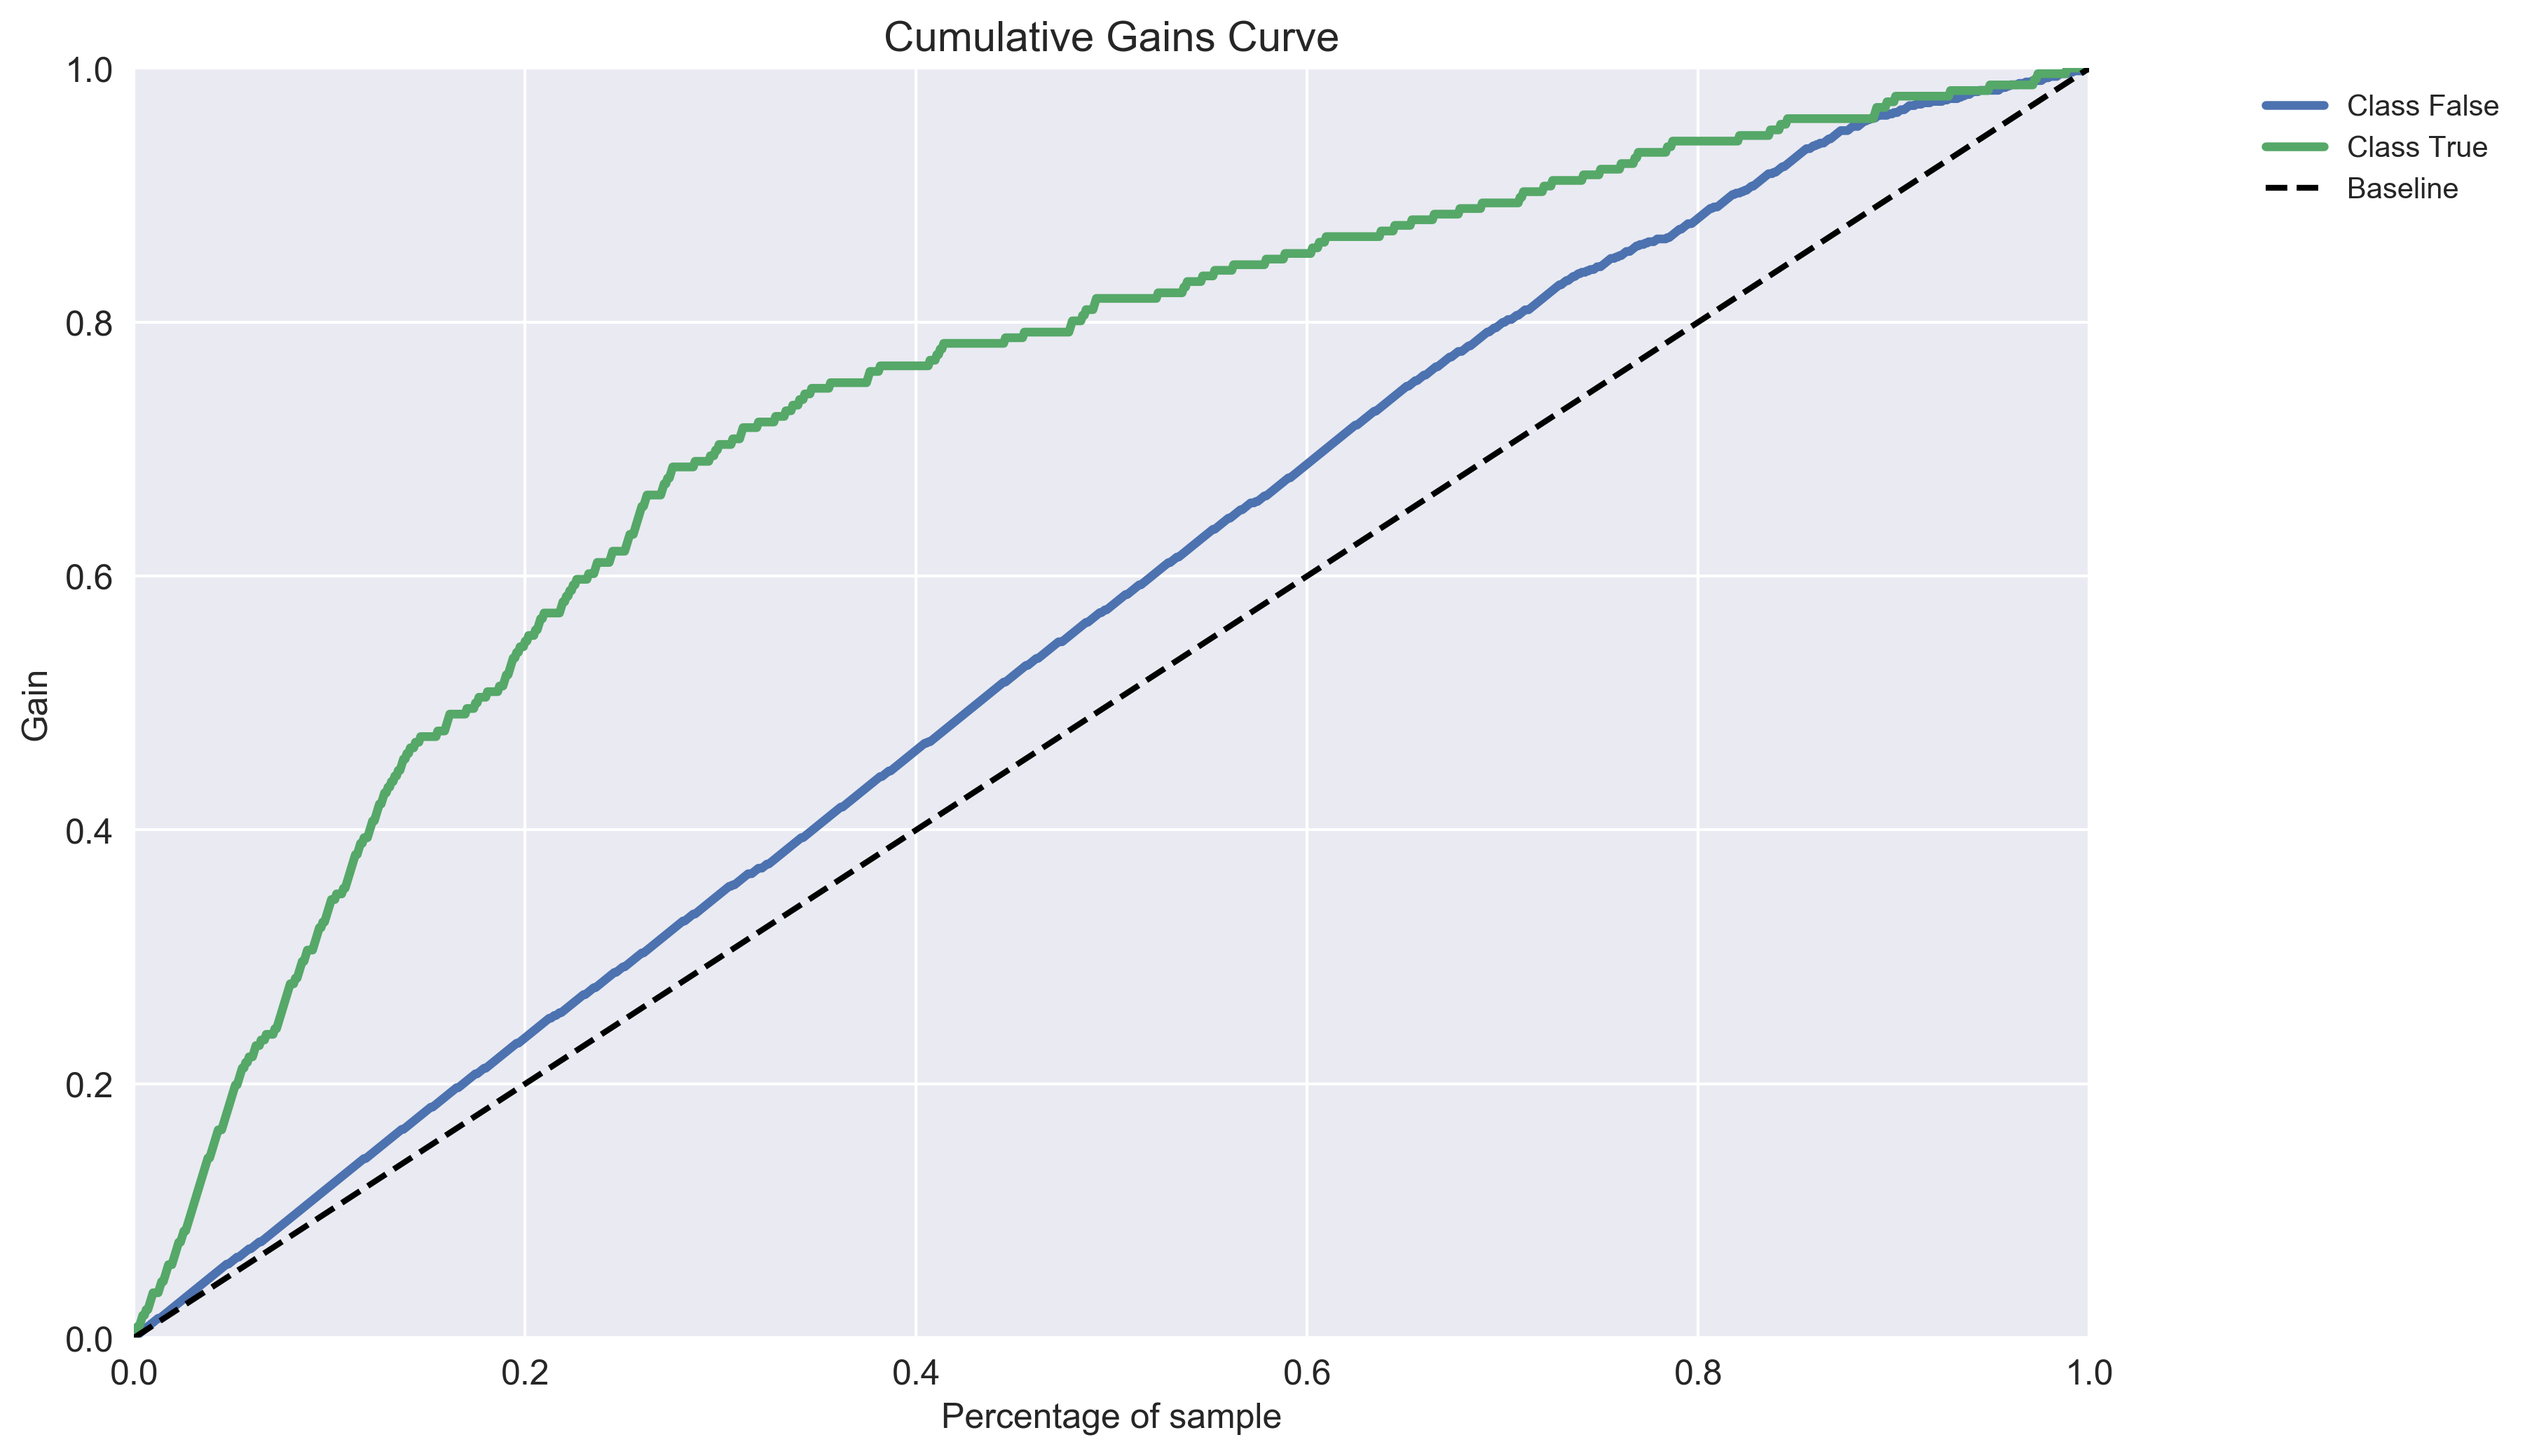 Cumulative Gains Curve
1.0
0.8
0.6
0.4
0.2
0.0
Gain
0.0 0.2 0.4 0.6 0.8 1.0
Percentage of sample
Class False
Class True
Baseline